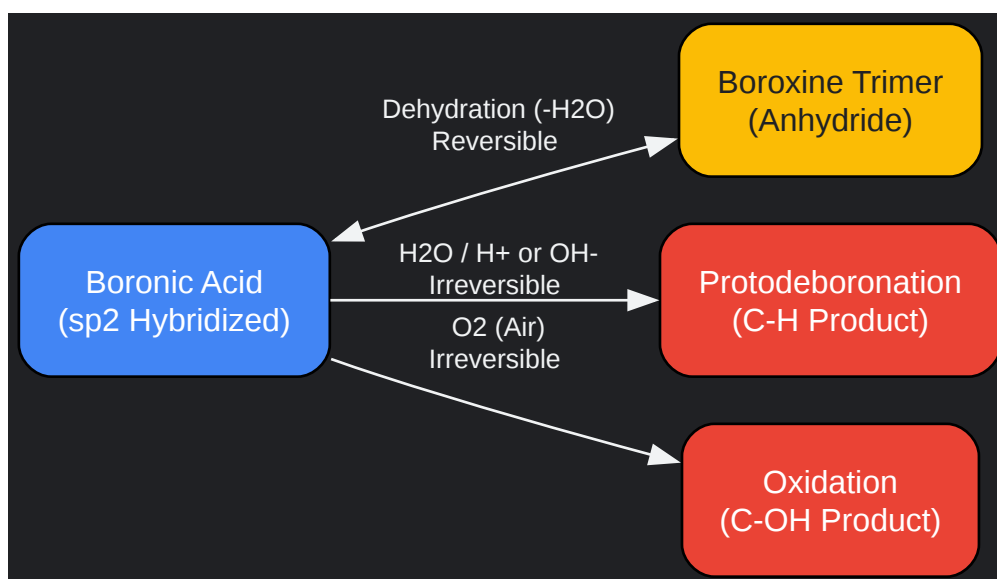 Boroxine Trimer
(Anhydride)
Dehydration (-H2O)
Reversible
Boronic Acid
(sp2 Hybridized)
H2O / H+ or OH-
Irreversible
Protodeboronation
(C-H Product)
O2 (Air)
Irreversible
Oxidation
(C-OH Product)